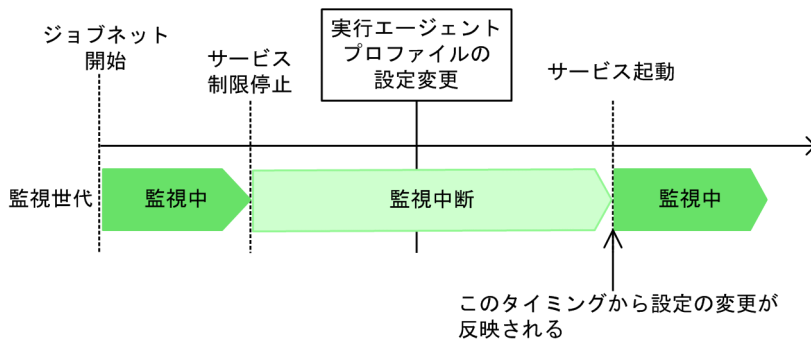 ジョブネット
開始
サービス
制限停止
実行エージェント
プロファイルの
設定変更
サービス起動
監視世代
監視中
監視中断
監視中
このタイミングから設定の変更が
反映される